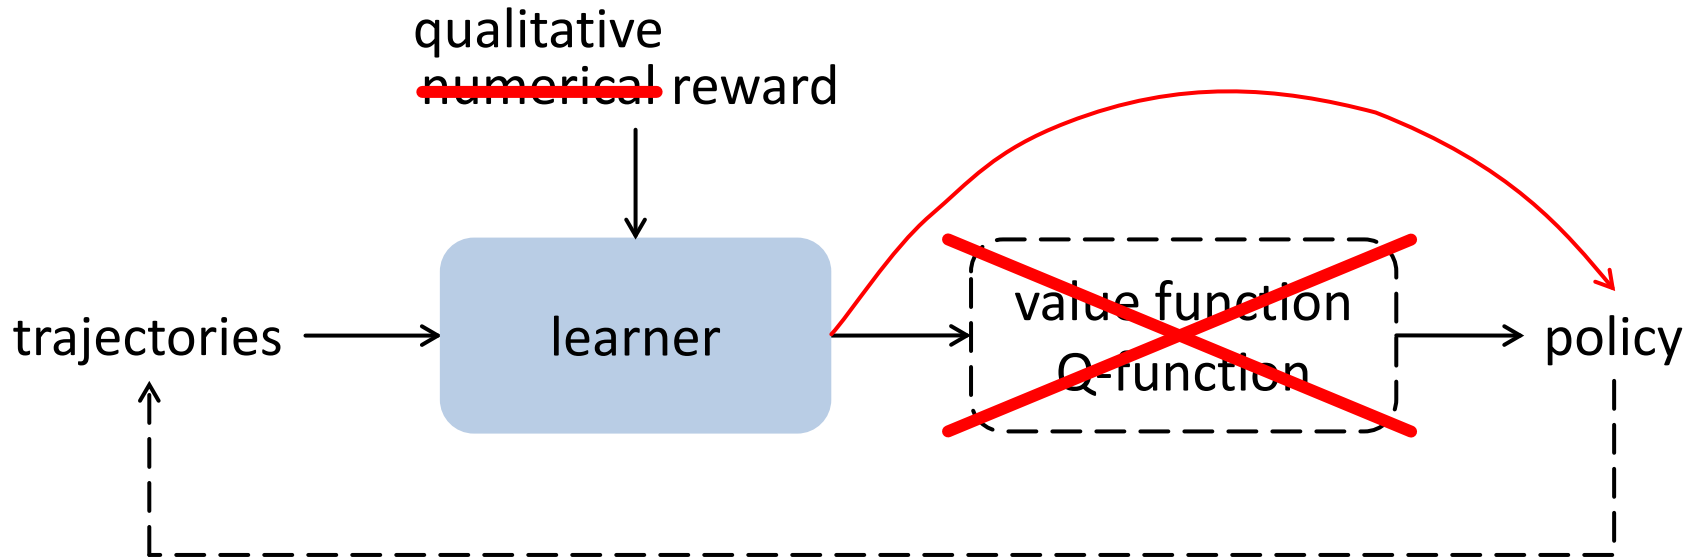 qualitative
numerical reward
trajectories
learner
value function
Q-function
policy